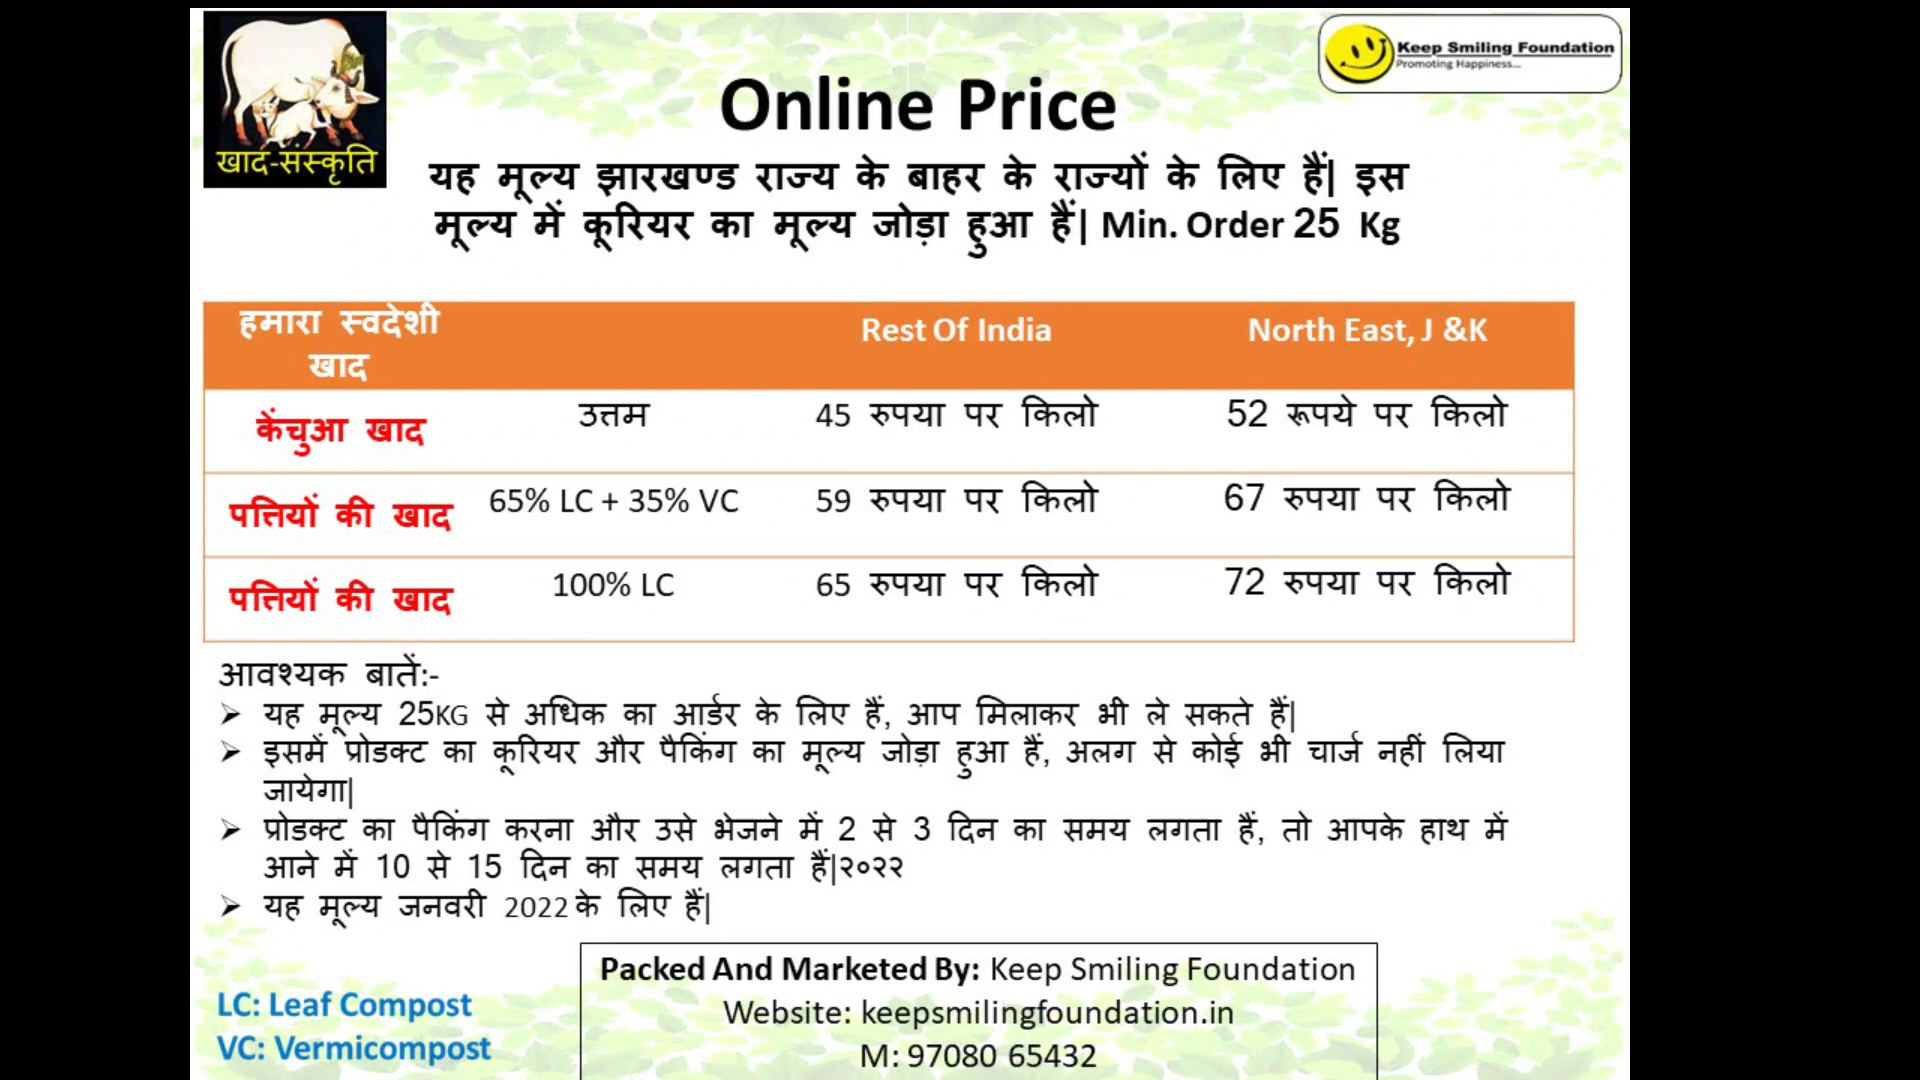 खाद-संस्कृति
Keep Smiling Foundation
Promoting Happiness...
Online Price
यह मूल्य झारखण्ड राज्य के बाहर के राज्यों के लिए हैं| इस
मूल्य में कूरियर का मूल्य जोड़ा हुआ हैं| Min. Order 25 Kg
हमारा स्वदेशी
खाद
Rest Of India
North East, J &K
केंचुआ खाद
उत्तम
45 रुपया पर किलो
52 रूपये पर किलो
पत्तियों की खाद
65% LC + 35% VC
59 रुपया पर किलो
67 रुपया पर किलो
पत्तियों की खाद
100% LC
65 रुपया पर किलो
72 रुपया पर किलो
आवश्यक बातें:-
➢ यह मूल्य 25KG से अधिक का आर्डर के लिए हैं, आप मिलाकर भी ले सकते हैं|
➢ इसमें प्रोडक्ट का कूरियर और पैकिंग का मूल्य जोड़ा हुआ हैं, अलग से कोई भी चार्ज नहीं लिया
जायेगा|
➢ प्रोडक्ट का पैकिंग करना और उसे भेजने में 2 से 3 दिन का समय लगता हैं, तो आपके हाथ में
आने में 10 से 15 दिन का समय लगता हैं|२०२२
➢ यह मूल्य जनवरी 2022 के लिए हैं|
LC: Leaf Compost
VC: Vermicompost
Packed And Marketed By: Keep Smiling Foundation
Website: keepsmilingfoundation.in
M: 97080 65432